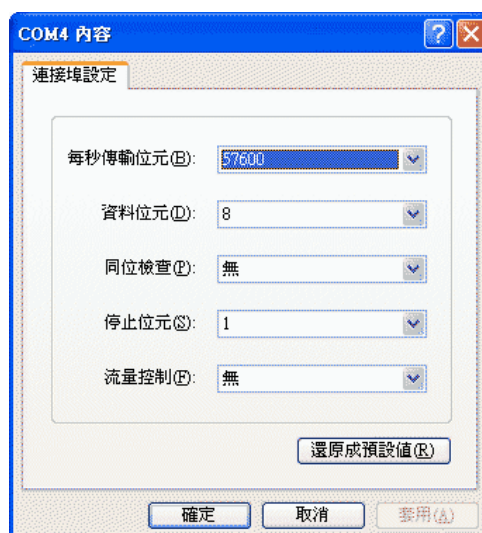 COM4 內容
連接埠設定
每秒傳輸位元(B): 57600
資料位元(D): 8
同位檢查(P): 無
停止位元(S): 1
流量控制(F): 無
還原成預設值(R)
確定 取消 套用(A)